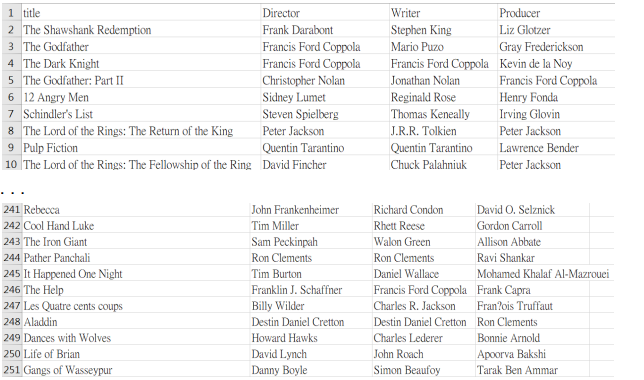 1 title Director Writer Producer
2 The Shawshank Redemption Frank Darabont Stephen King Liz Glotzer
3 The Godfather Francis Ford Coppola Mario Puzo Gray Frederickson
4 The Dark Knight Francis Ford Coppola Francis Ford Coppola Kevin de la Noy
5 The Godfather: Part II Christopher Nolan Jonathan Nolan Francis Ford Coppola
6 12 Angry Men Sidney Lumet Reginald Rose Henry Fonda
7 Schindler's List Steven Spielberg Thomas Keneally Irving Glovin
8 The Lord of the Rings: The Return of the King Peter Jackson J.R.R. Tolkien Peter Jackson
9 Pulp Fiction Quentin Tarantino Quentin Tarantino Lawrence Bender
10 The Lord of the Rings: The Fellowship of the Ring David Fincher Chuck Palahniuk Peter Jackson
. . .
241 Rebecca John Frankenheimer Richard Condon David O. Selznick
242 Cool Hand Luke Tim Miller Rhett Reese Gordon Carroll
243 The Iron Giant Sam Peckinpah Walon Green Allison Abbate
244 Pather Panchali Ron Clements Ron Clements Ravi Shankar
245 It Happened One Night Tim Burton Daniel Wallace Mohamed Khalaf Al-Mazrouei
246 The Help Franklin J. Schaffner Francis Ford Coppola Frank Capra
247 Les Quatre cents coups Billy Wilder Charles R. Jackson Fran?ois Truffaut
248 Aladdin Destin Daniel Cretton Destin Daniel Cretton Ron Clements
249 Dances with Wolves Howard Hawks Charles Lederer Bonnie Arnold
250 Life of Brian David Lynch John Roach Apoorva Bakshi
251 Gangs of Wasseypur Danny Boyle Simon Beaufoy Tarak Ben Ammar